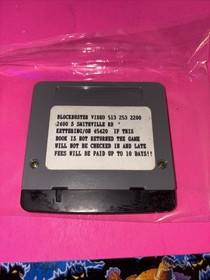 BLOCKBUSTER VIDEO 513 253 2200
2600 S SMITHVILLE RD *
KETTERING/OH 45420 IF THIS
BOOK IS NOT RETURNED THE GAME
WILL NOT BE CHECKED IN AND LATE
FEES WILL BE PAID UP TO 10 DAYS!!